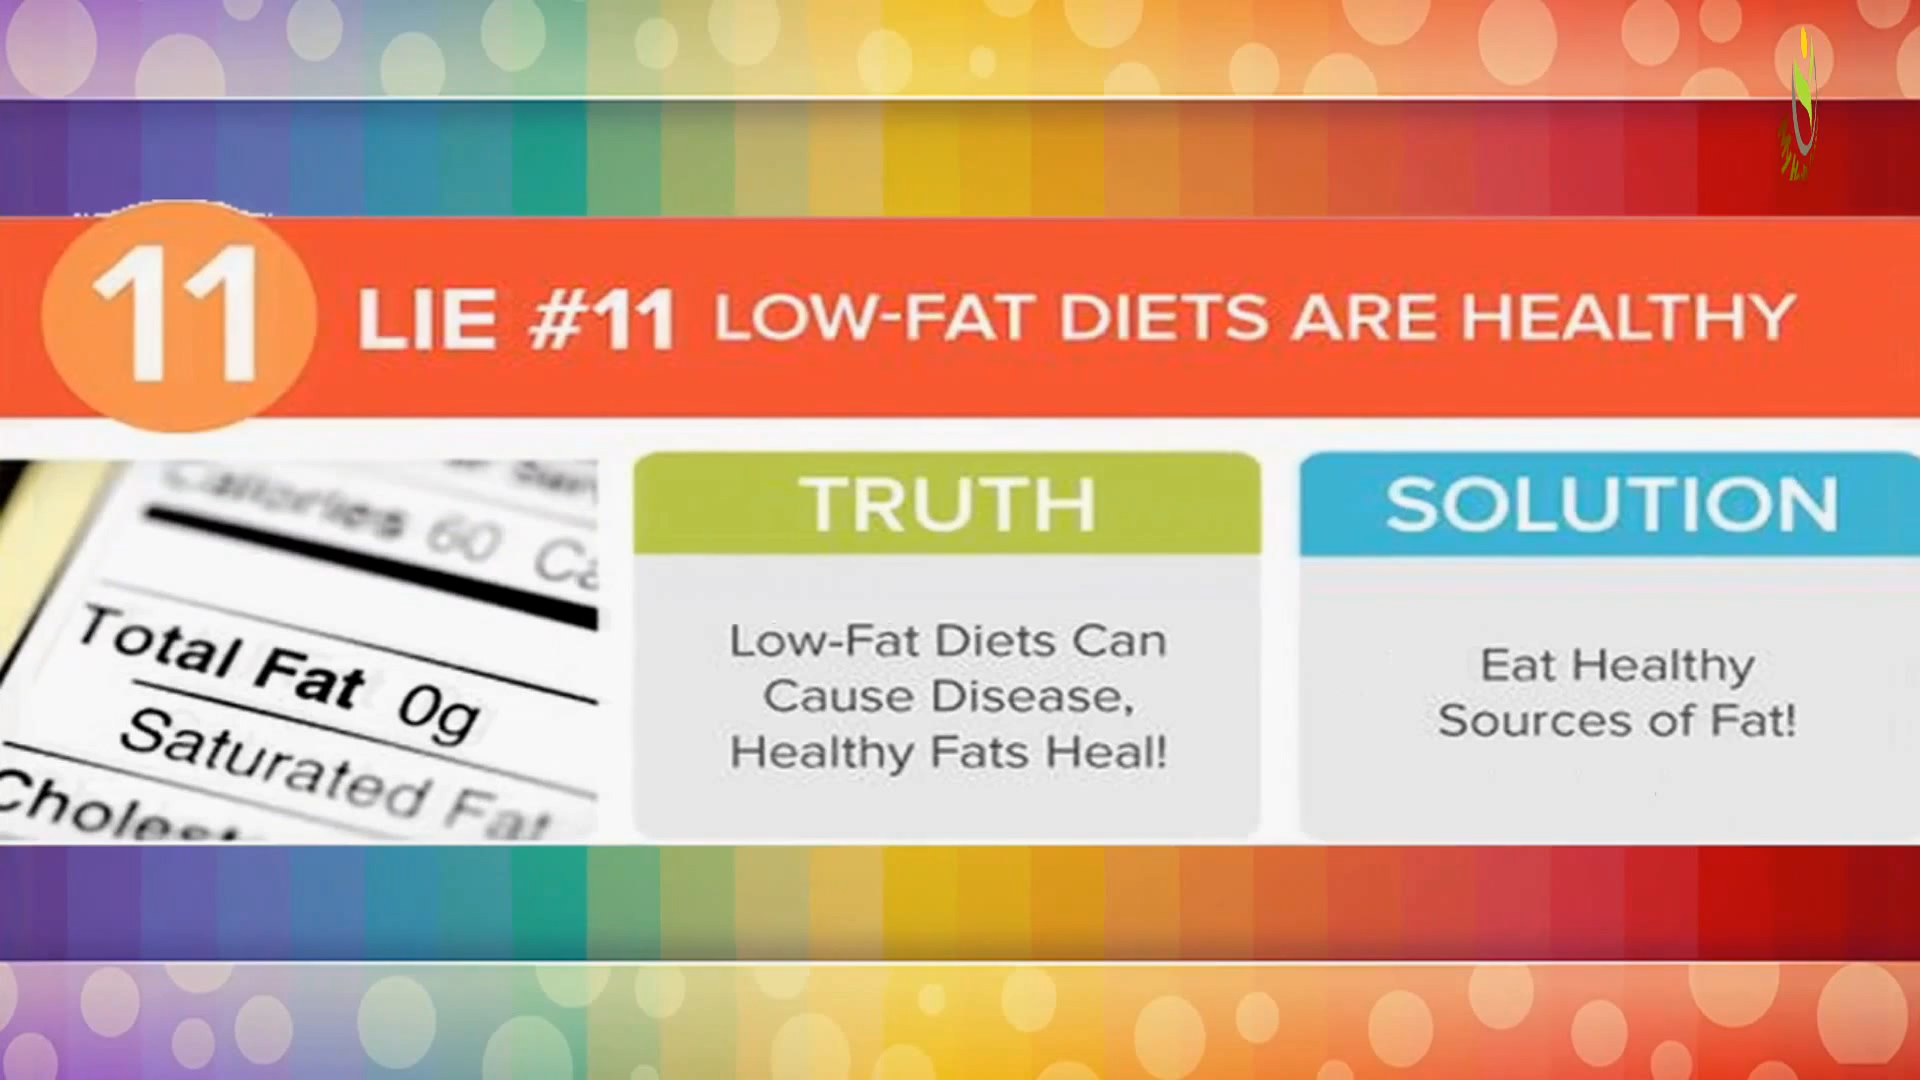 11
LIE #11 LOW-FAT DIETS ARE HEALTHY
Calories 60
Total Fat 0g
Saturated Fat
TRUTH
Low-Fat Diets Can
Cause Disease,
Healthy Fats Heal!
SOLUTION
Eat Healthy
Sources of Fat!